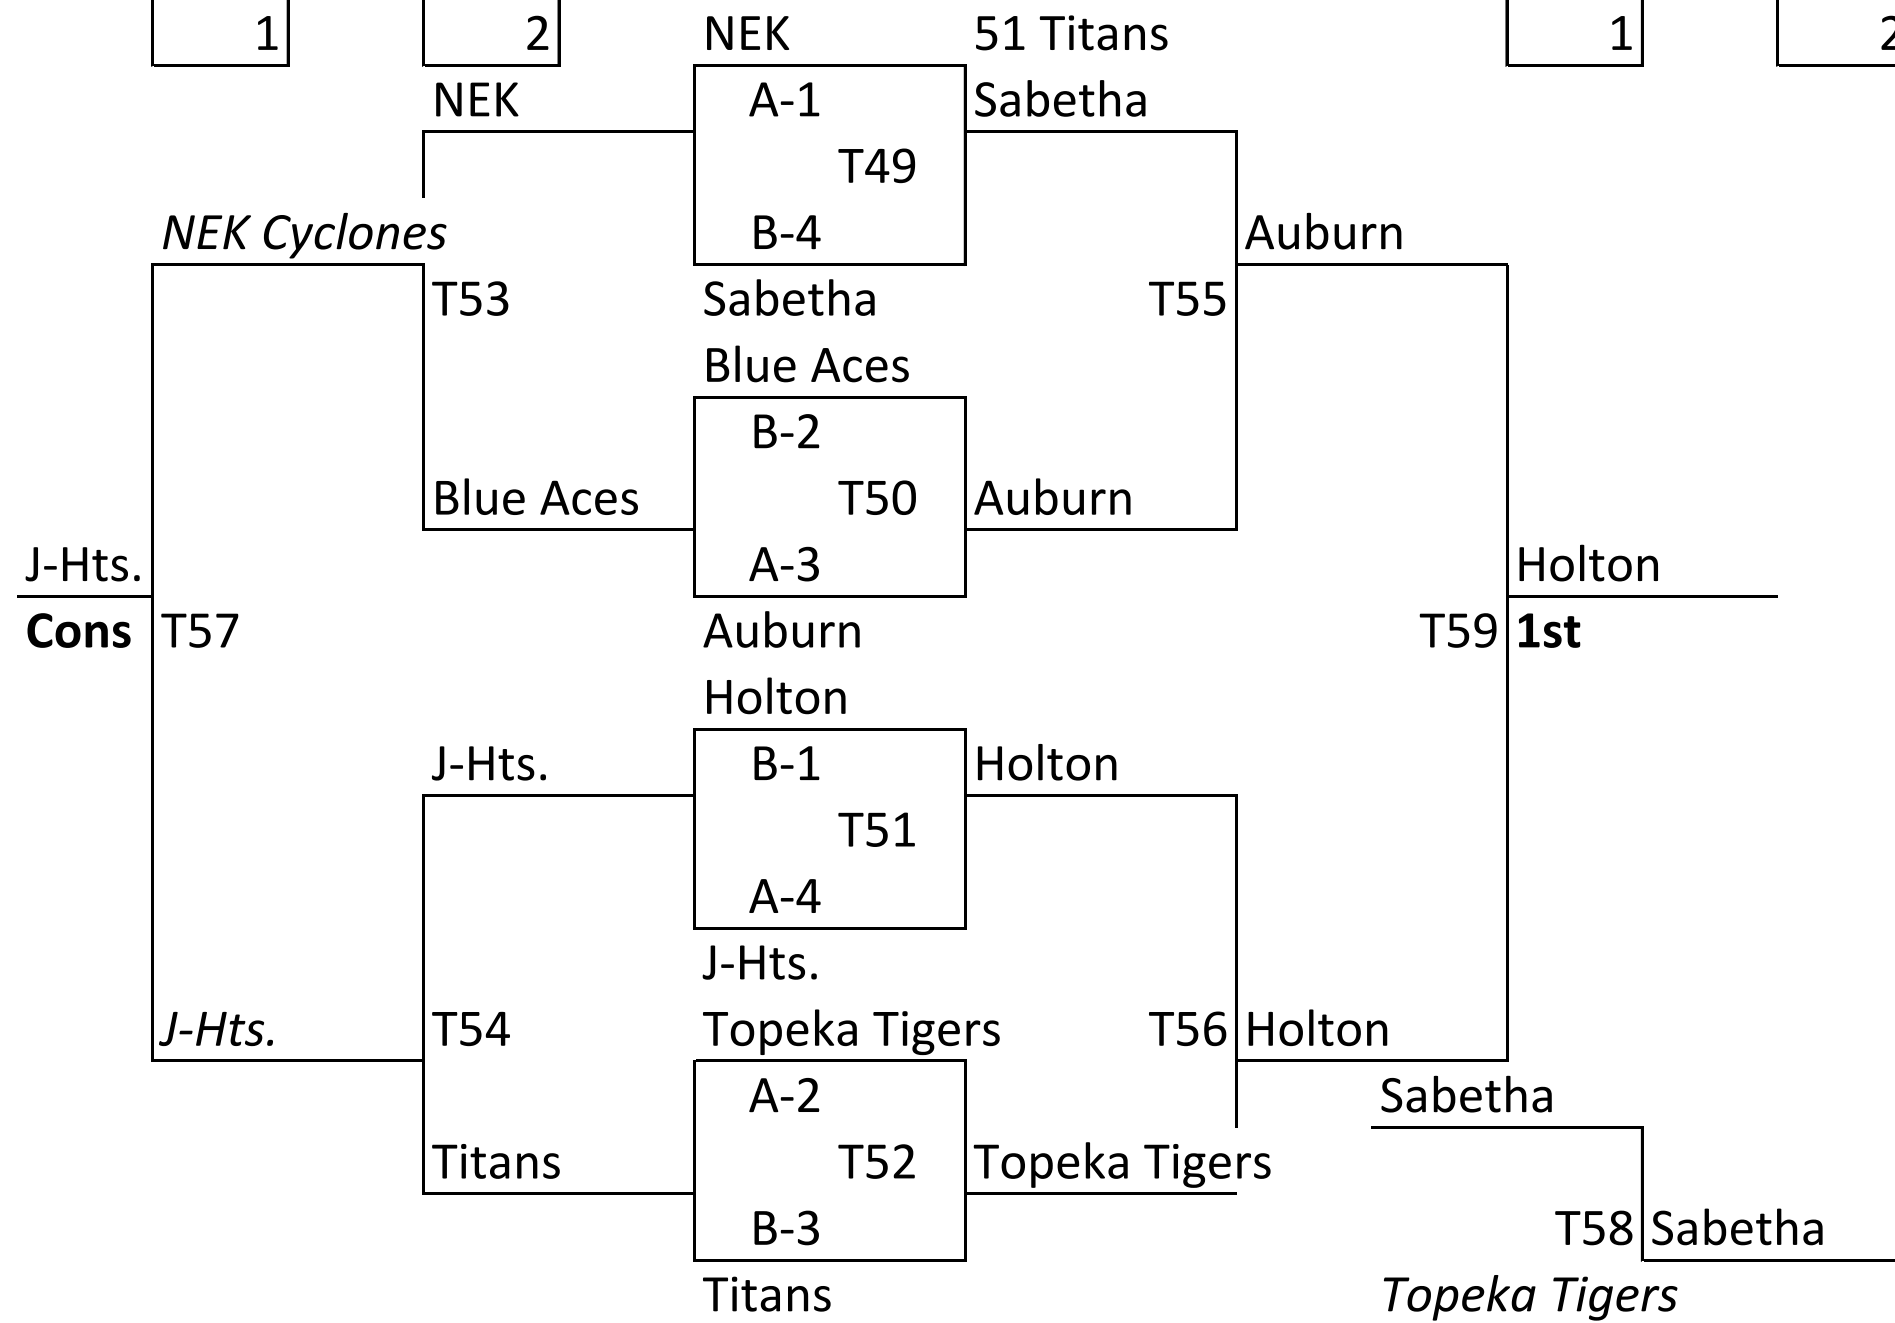 1 2 NEK 51 Titans 1 2
NEK A-1 Sabetha
T49
NEK Cyclones B-4 Auburn
T53 Sabetha T55
Blue Aces
B-2
Blue Aces T50 Auburn
J-Hts. A-3 Holton
Cons T57 Auburn T59 1st
Holton
J-Hts. B-1 Holton
T51
A-4
J-Hts.
J-Hts. T54 Topeka Tigers T56 Holton
A-2 Sabetha
Titans T52 Topeka Tigers
B-3 T58 Sabetha
Titans Topeka Tigers